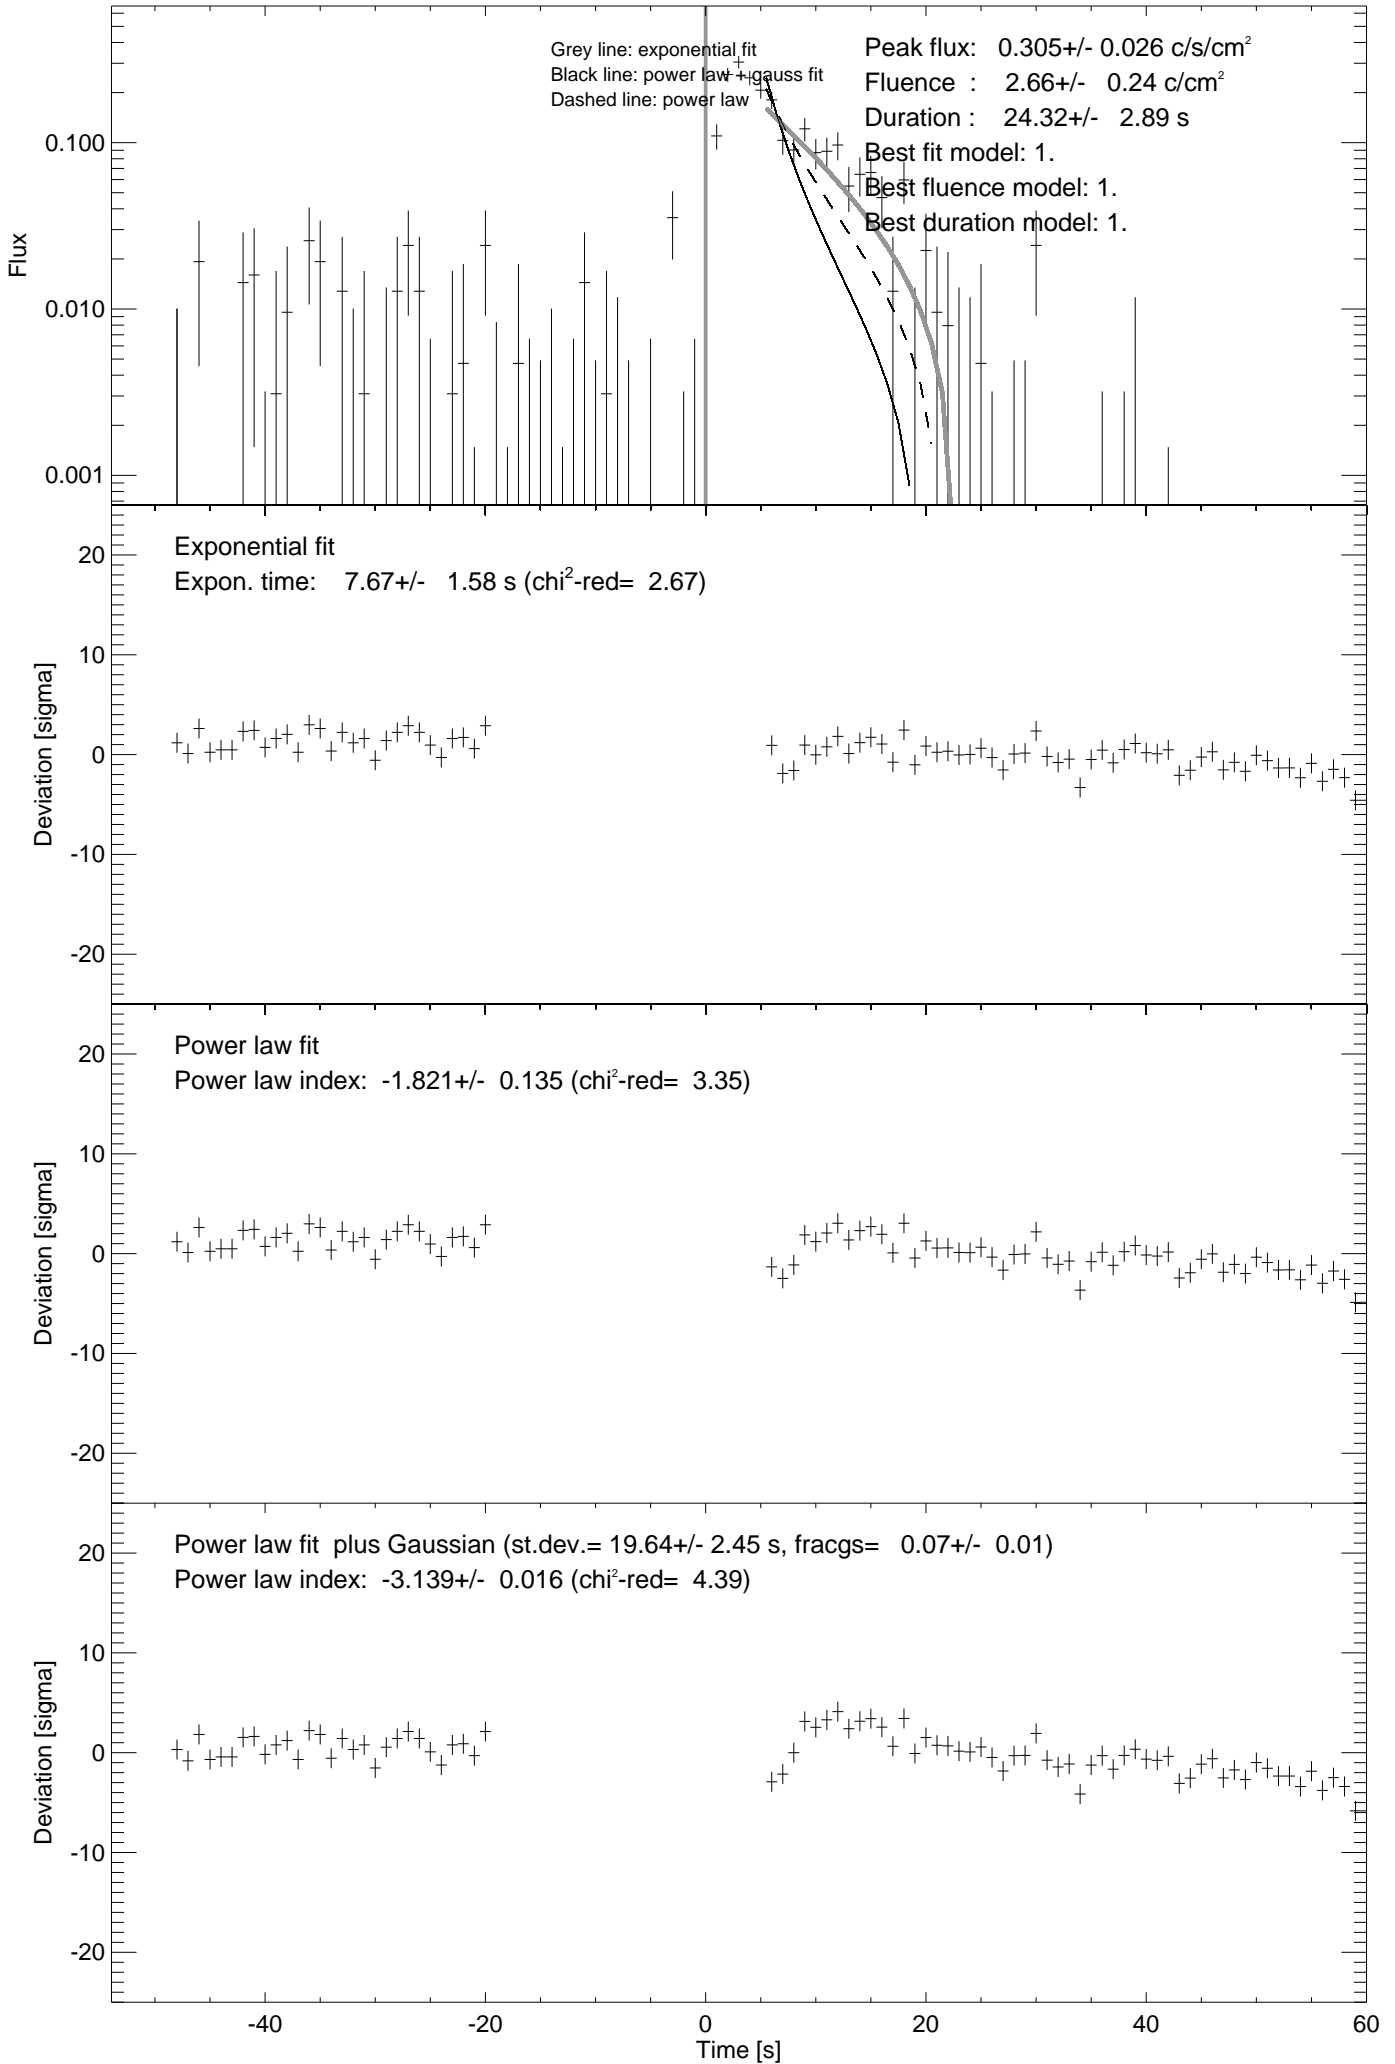 Grey line: exponential fit
Black line: power law + gauss fit
Dashed line: power law
Peak flux: 0.305+/- 0.026 c/s/cm²
Fluence : 2.66+/- 0.24 c/cm²
Duration : 24.32+/- 2.89 s
Best fit model: 1.
Best fluence model: 1.
Best duration model: 1.
Flux
0.100
0.010
0.001
Exponential fit
Expon. time: 7.67+/- 1.58 s (chi²-red= 2.67)
Deviation [sigma]
20
10
0
-10
-20
Power law fit
Power law index: -1.821+/- 0.135 (chi²-red= 3.35)
Deviation [sigma]
20
10
0
-10
-20
Power law fit plus Gaussian (st.dev.= 19.64+/- 2.45 s, fracgs= 0.07+/- 0.01)
Power law index: -3.139+/- 0.016 (chi²-red= 4.39)
Deviation [sigma]
20
10
0
-10
-20
-40 -20 0 20 40 60
Time [s]